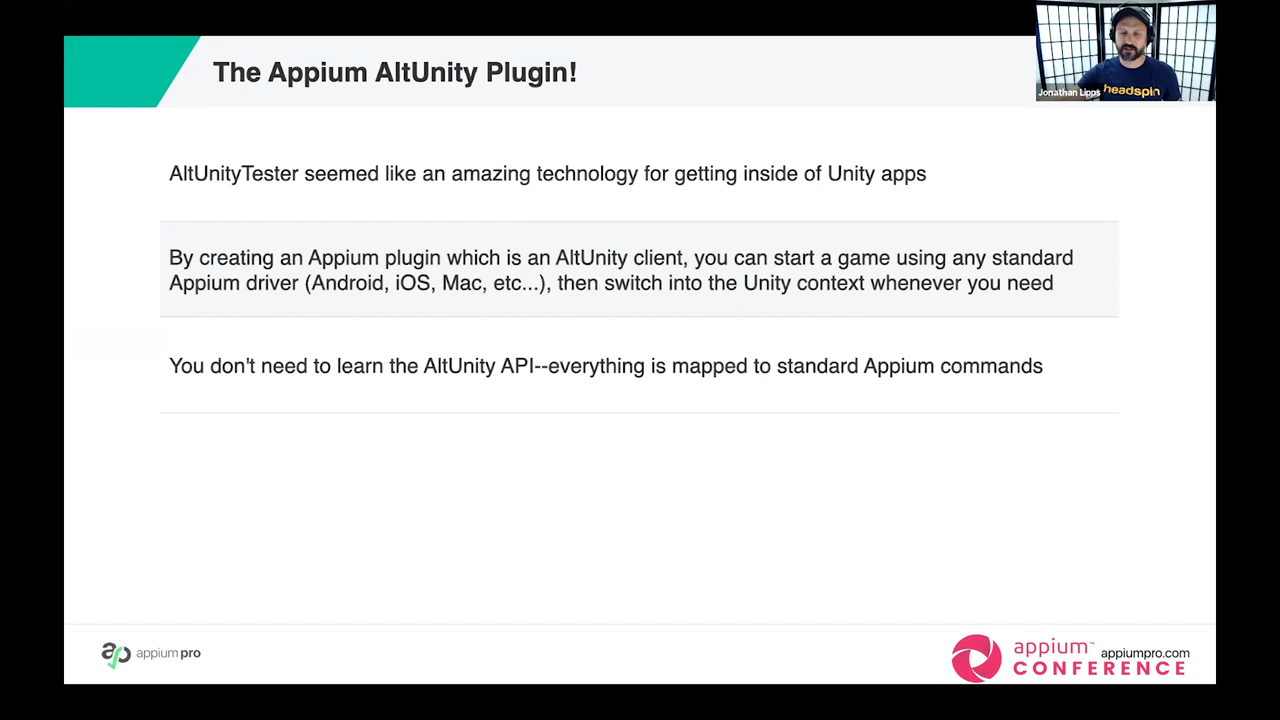 The Appium AltUnity Plugin!
Jonathan Lipps
headspin
AltUnityTester seemed like an amazing technology for getting inside of Unity apps
By creating an Appium plugin which is an AltUnity client, you can start a game using any standard
Appium driver (Android, iOS, Mac, etc...), then switch into the Unity context whenever you need
You don't need to learn the AltUnity API--everything is mapped to standard Appium commands
ap appium pro
appium™ appiumpro.com
CONFERENCE